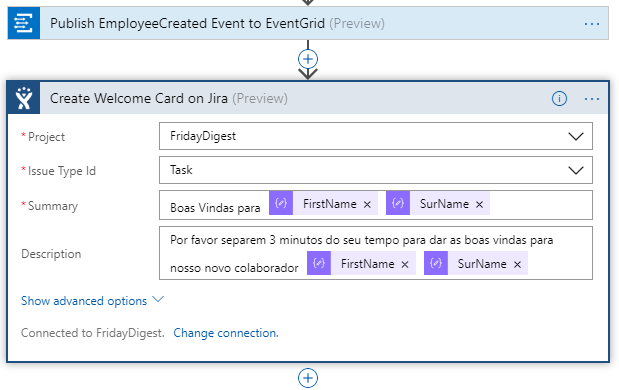 Publish EmployeeCreated Event to EventGrid (Preview)
Create Welcome Card on Jira (Preview)
* Project FridayDigest
* Issue Type Id Task
* Summary Boas Vindas para FirstName × SurName ×
Description Por favor separem 3 minutos do seu tempo para dar as boas vindas para
nosso novo colaborador FirstName × SurName ×
Show advanced options
Connected to FridayDigest. Change connection.